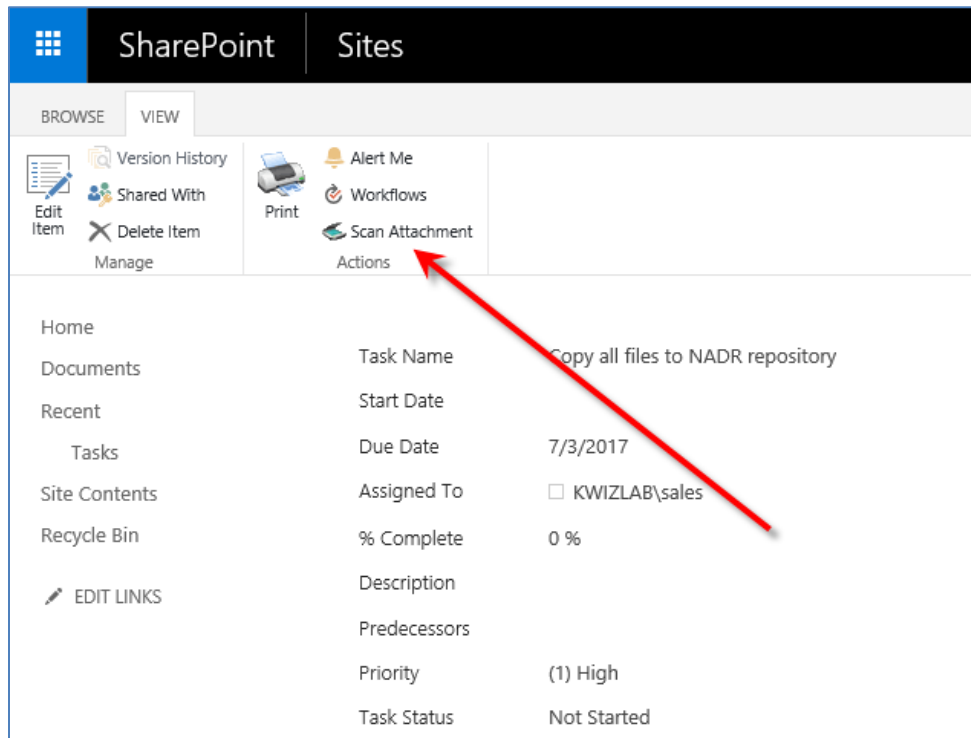 SharePoint Sites
BROWSE VIEW
Edit Item
Version History
Shared With
Delete Item
Manage
Print
Alert Me
Workflows
Scan Attachment
Actions
Home
Documents
Recent
Tasks
Site Contents
Recycle Bin
EDIT LINKS
Task Name Copy all files to NADR repository
Start Date
Due Date 7/3/2017
Assigned To KWIZLAB\sales
% Complete 0 %
Description
Predecessors
Priority (1) High
Task Status Not Started